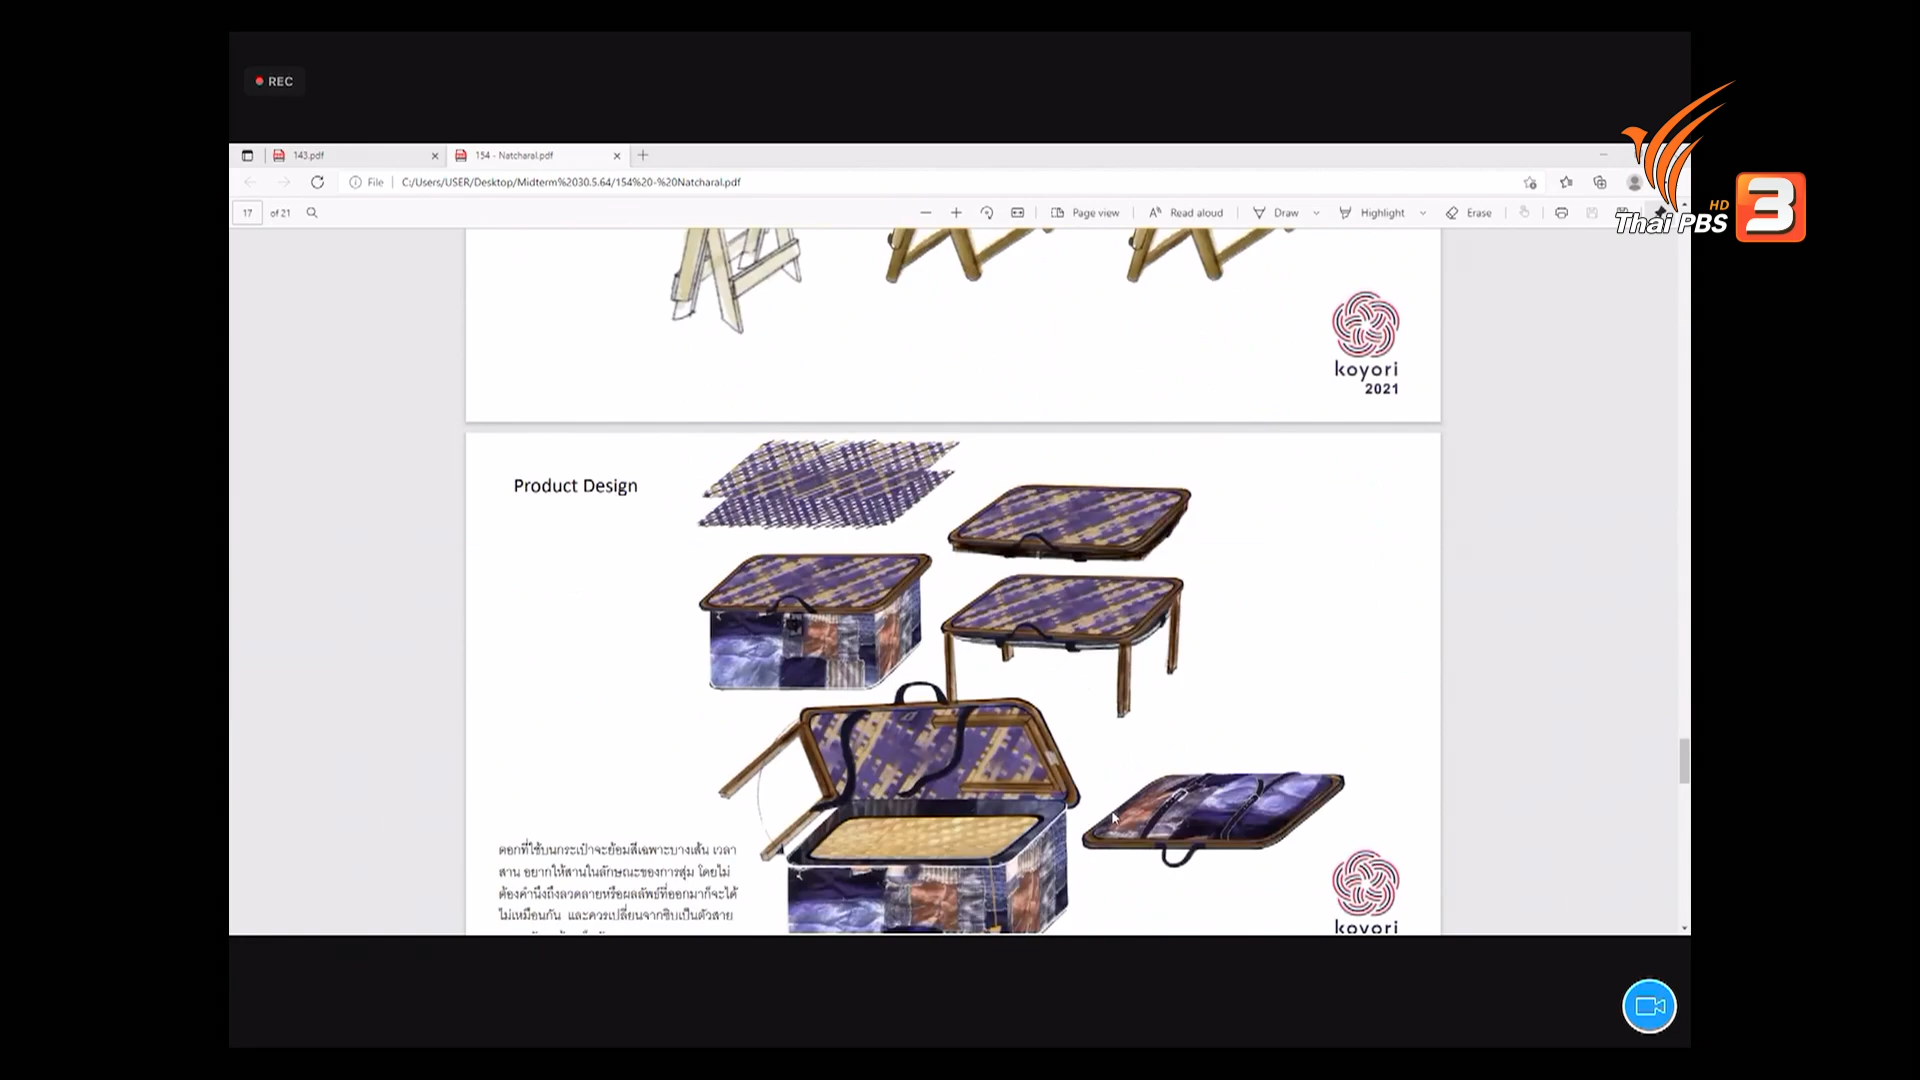 REC
143.pdf
154 - Natcharal.pdf
File
C:/Users/USER/Desktop/Midterm%2030.5.64/154%20-%20Natcharal.pdf
17
of 21
Page view
Read aloud
Draw
Highlight
Erase
HD
Thai PBS
3
koyori
2021
Product Design
ตอกที่ใช้บนกระเป๋าจะย้อมสีเฉพาะบางเส้น เวลา
สาน อยากให้สานในลักษณะของการสุ่ม โดยไม่
ต้องคำนึงถึงลวดลายหรือผลลัพธ์ที่ออกมาก็จะได้
ไม่เหมือนกัน และควรเปลี่ยนจากซิบเป็นตัวสาย
koyori